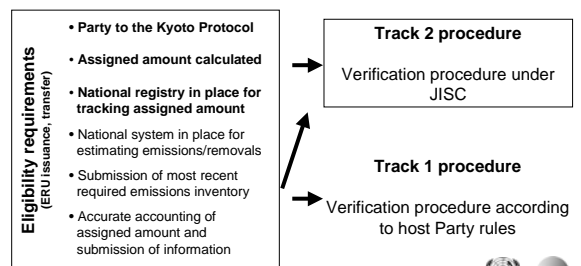 Eligibility requirements
(ERU issuance, transfer)
• Party to the Kyoto Protocol
• Assigned amount calculated
• National registry in place for
tracking assigned amount
• National system in place for
estimating emissions/removals
• Submission of most recent
required emissions inventory
• Accurate accounting of
assigned amount and
submission of information
Track 2 procedure
Verification procedure under
JISC
Track 1 procedure
Verification procedure according
to host Party rules